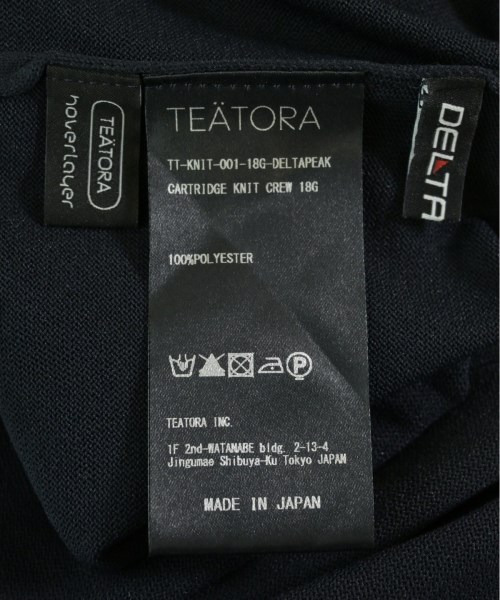 TEÄTORA
hoverlayer
TEÄTORA
TT-KNIT-001-18G-DELTAPEAK
CARTRIDGE KNIT CREW 18G
100%POLYESTER
P
TEATORA INC.
1F 2nd-WATANABE bldg. 2-13-4
Jingumae Shibuya-Ku Tokyo JAPAN
MADE IN JAPAN
DELTA